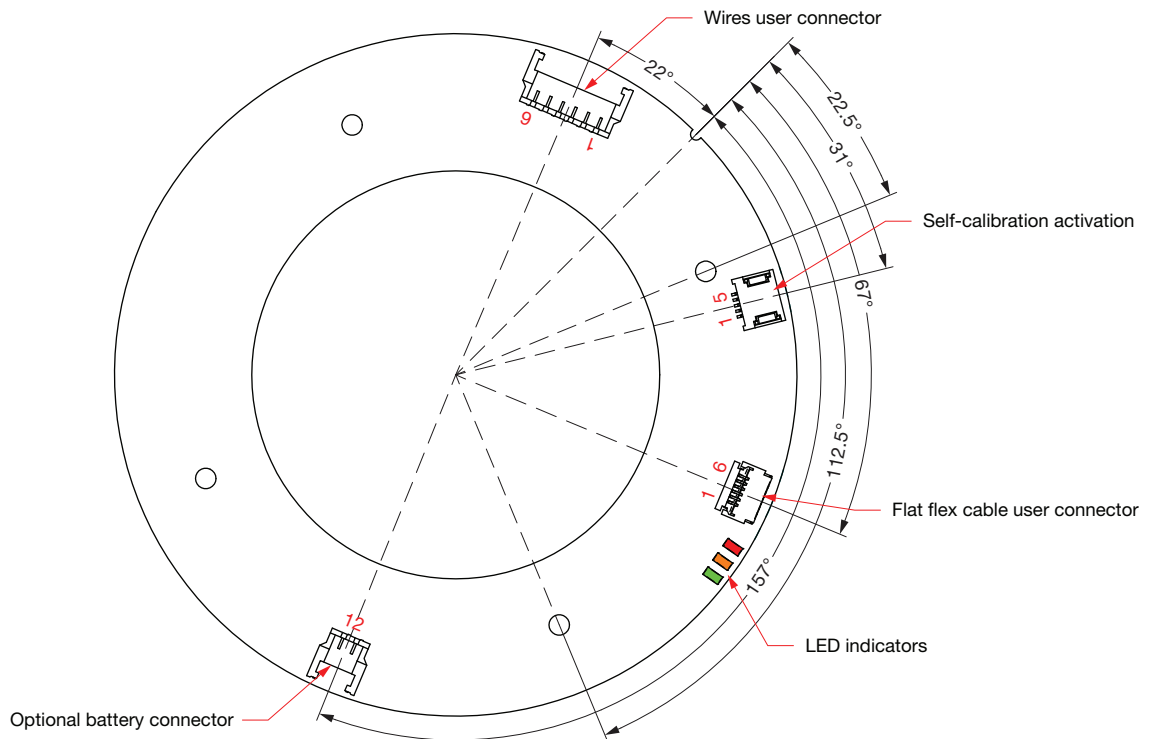 Wires user connector
22°
22.5°
31°
6
1
Self-calibration activation
67°
5
1
112.5°
6
1
Flat flex cable user connector
157°
12
LED indicators
Optional battery connector